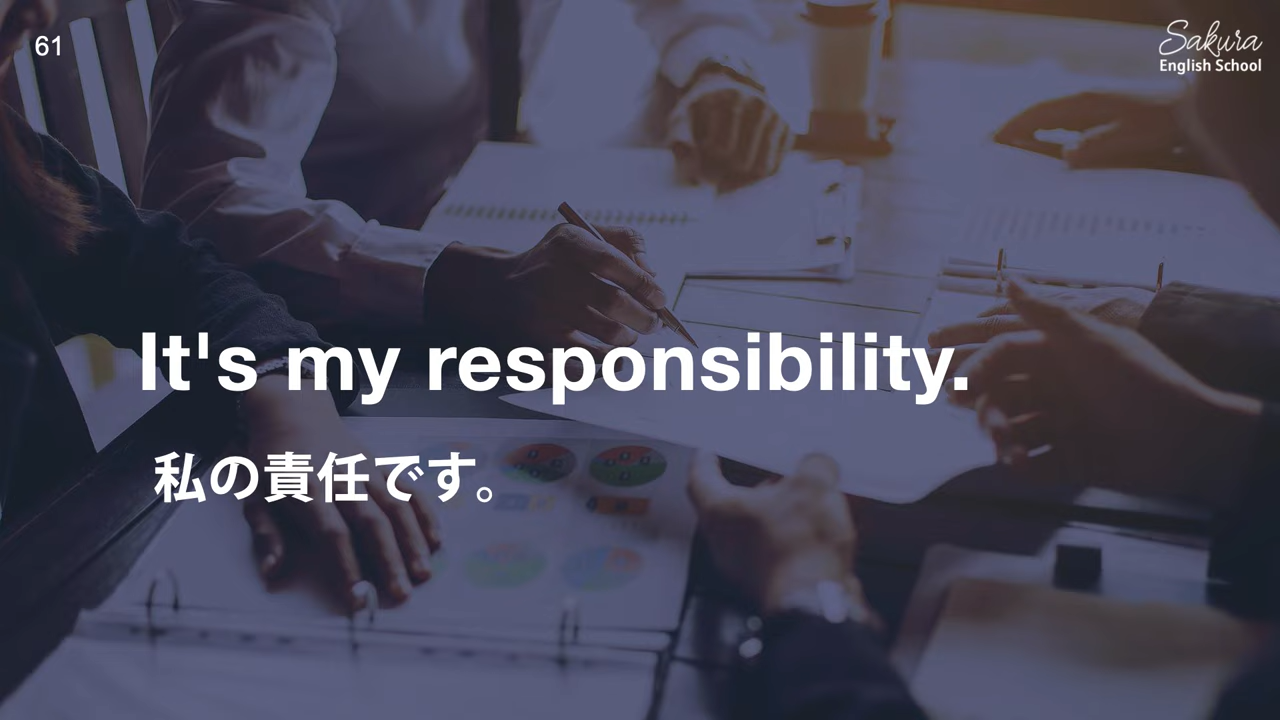 61
Sakura
English School
It's my responsibility.
私の責任です。